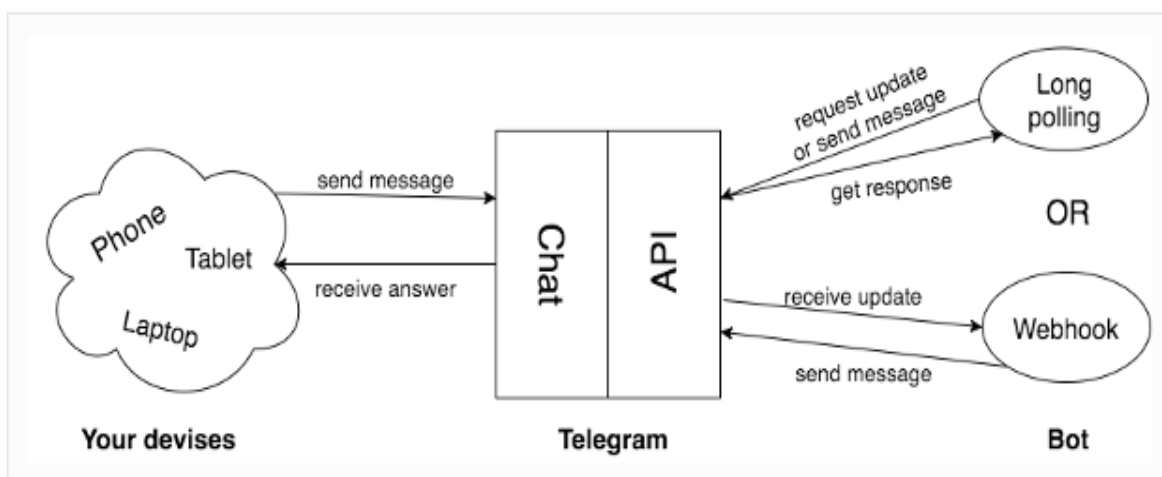 Phone
Tablet
Laptop
Your devises
send message
receive answer
Chat
API
Telegram
request update
or send message
get response
Long
polling
OR
receive update
send message
Webhook
Bot